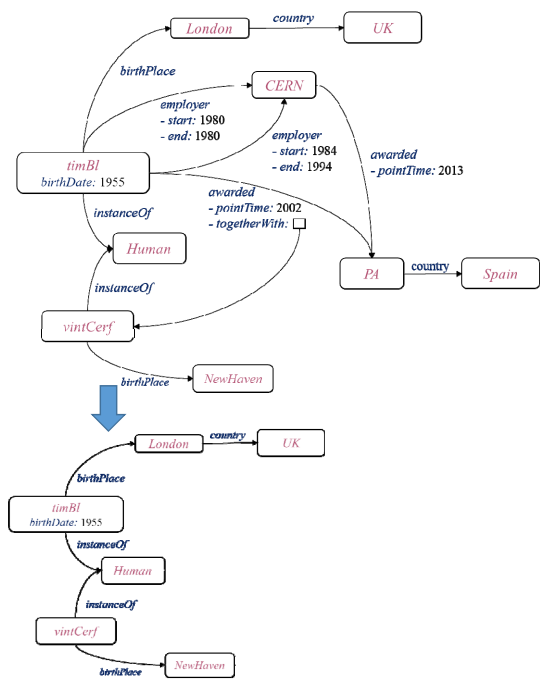 London
country
UK
birthPlace
CERN
employer
- start: 1980
- end: 1980
employer
- start: 1984
- end: 1994
timBl
birthDate: 1955
awarded
- pointTime: 2013
awarded
- pointTime: 2002
- togetherWith:
instanceOf
Human
PA
country
Spain
instanceOf
vintCerf
birthPlace
NewHaven
London
country
UK
birthPlace
timBl
birthDate: 1955
instanceOf
Human
instanceOf
vintCerf
birthPlace
NewHaven